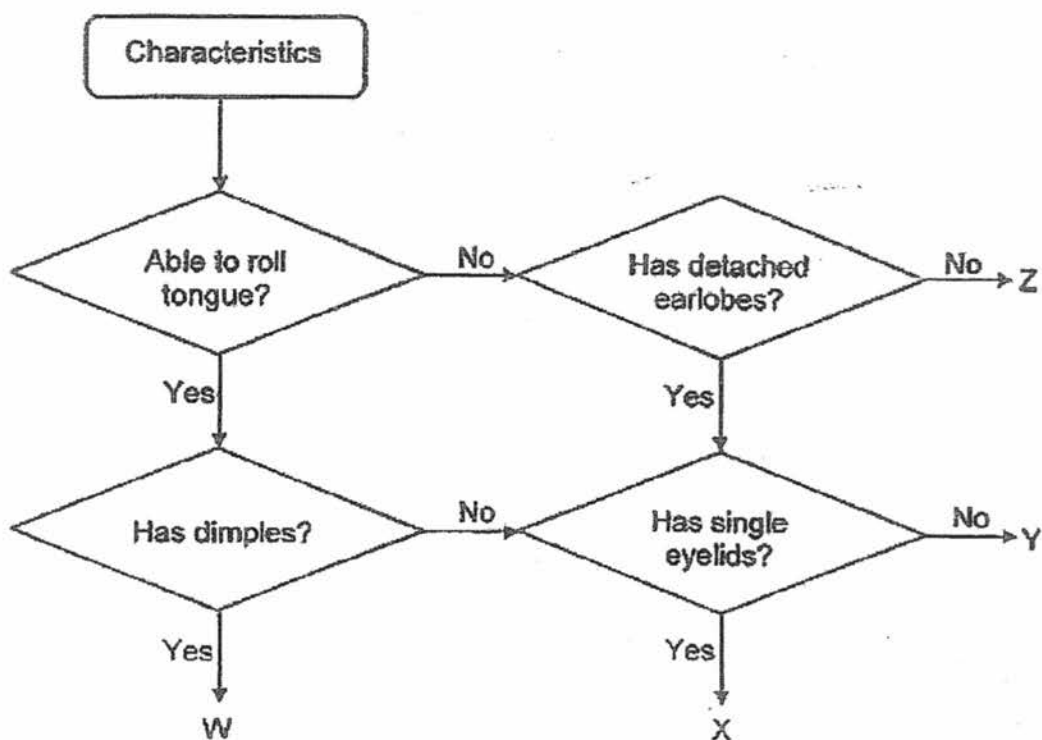 Characteristics
Able to roll
tongue?
No
Has detached
earlobes?
No
Z
Yes
Yes
Has dimples?
No
Has single
eyelids?
No
Y
Yes
Yes
W
X